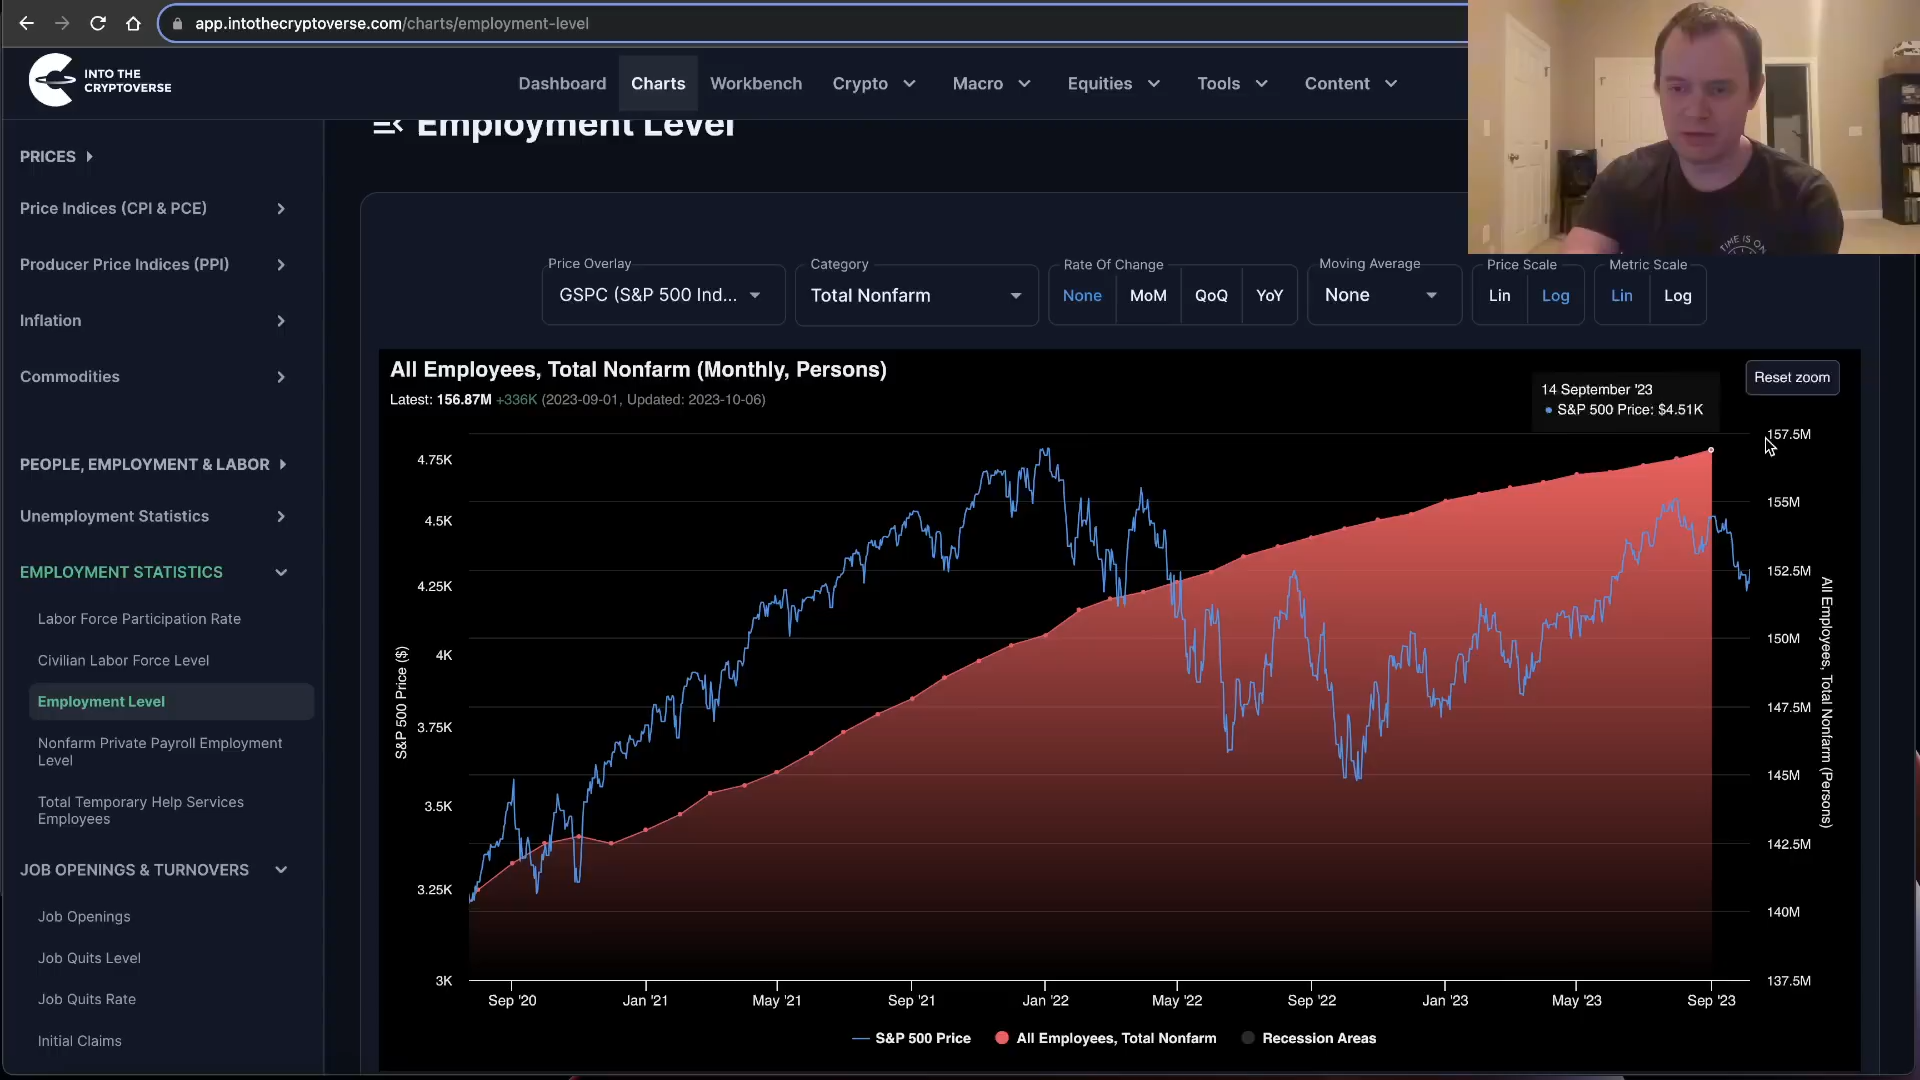 app.intothecryptoverse.com/charts/employment-level
INTO THE
CRYPTOVERSE
Dashboard
Charts
Workbench
Crypto
Macro
Equities
Tools
Content
Employment Level
PRICES
Price Indices (CPI & PCE)
Producer Price Indices (PPI)
Inflation
Commodities
PEOPLE, EMPLOYMENT & LABOR
Unemployment Statistics
EMPLOYMENT STATISTICS
Labor Force Participation Rate
Civilian Labor Force Level
Employment Level
Nonfarm Private Payroll Employment
Level
Total Temporary Help Services
Employees
JOB OPENINGS & TURNOVERS
Job Openings
Job Quits Level
Job Quits Rate
Initial Claims
TIME IS ON
Price Overlay
GSPC (S&P 500 Ind...
Category
Total Nonfarm
Rate Of Change
None
MoM
QoQ
YoY
Moving Average
None
Price Scale
Lin
Log
Metric Scale
Lin
Log
All Employees, Total Nonfarm (Monthly, Persons)
Latest: 156.87M +336K (2023-09-01, Updated: 2023-10-06)
14 September '23
S&P 500 Price: $4.51K
Reset zoom
4.75K
4.5K
4.25K
4K
3.75K
3.5K
3.25K
3K
S&P 500 Price ($)
157.5M
155M
152.5M
150M
147.5M
145M
142.5M
140M
137.5M
All Employees, Total Nonfarm (Persons)
Sep '20
Jan '21
May '21
Sep '21
Jan '22
May '22
Sep '22
Jan '23
May '23
Sep '23
S&P 500 Price
All Employees, Total Nonfarm
Recession Areas